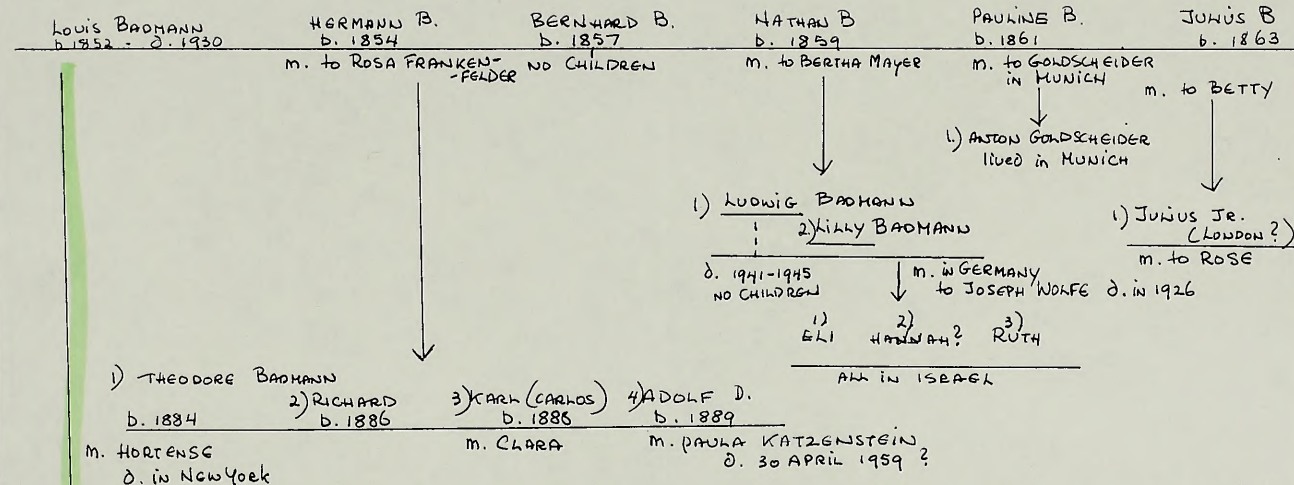 LOUIS BADMANN
b 1852 - d. 1930
HERMANN B.
b. 1854
BERNHARD B.
b. 1857
NATHAN B
b. 1859
PAULINE B.
b. 1861
JULIUS B
b. 1863
m. to ROSA FRANKEN-
-FELDER
NO CHILDREN
m. to BERTHA MAYER
m. to GOLDSCHEIDER
in MUNICH
m. to BETTY
1.) ANTON GOLDSCHEIDER
lived in MUNICH
1) LUDWIG BADMANN
2) LILLY BADMANN
1) JULIUS JR.
(LONDON?)
m. to ROSE
d. in 1926
d. 1941-1945
NO CHILDREN
m. in GERMANY
to JOSEPH WOLFE
1) ELI
2) HANNAH?
3) RUTH
ALL IN ISRAEL
1) THEODORE BADMANN
b. 1884
2) RICHARD
b. 1886
3) KARL (CARLOS)
b. 1888
4) ADOLF D.
b. 1889
m. HORTENSE
d. in New York
m. CLARA
m. PAULA KATZENSTEIN
d. 30 APRIL 1959 ?